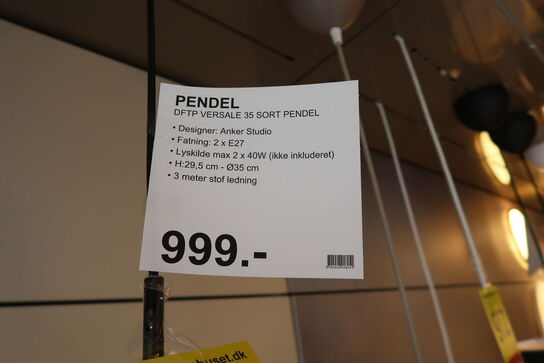 PENDEL
DFTP VERSALE 35 SORT PENDEL
• Designer: Anker Studio
• Fatning: 2 x E27
• Lyskilde max 2 x 40W (ikke inkluderet)
• H:29,5 cm - Ø35 cm
• 3 meter stof ledning
999.-
huset.dk